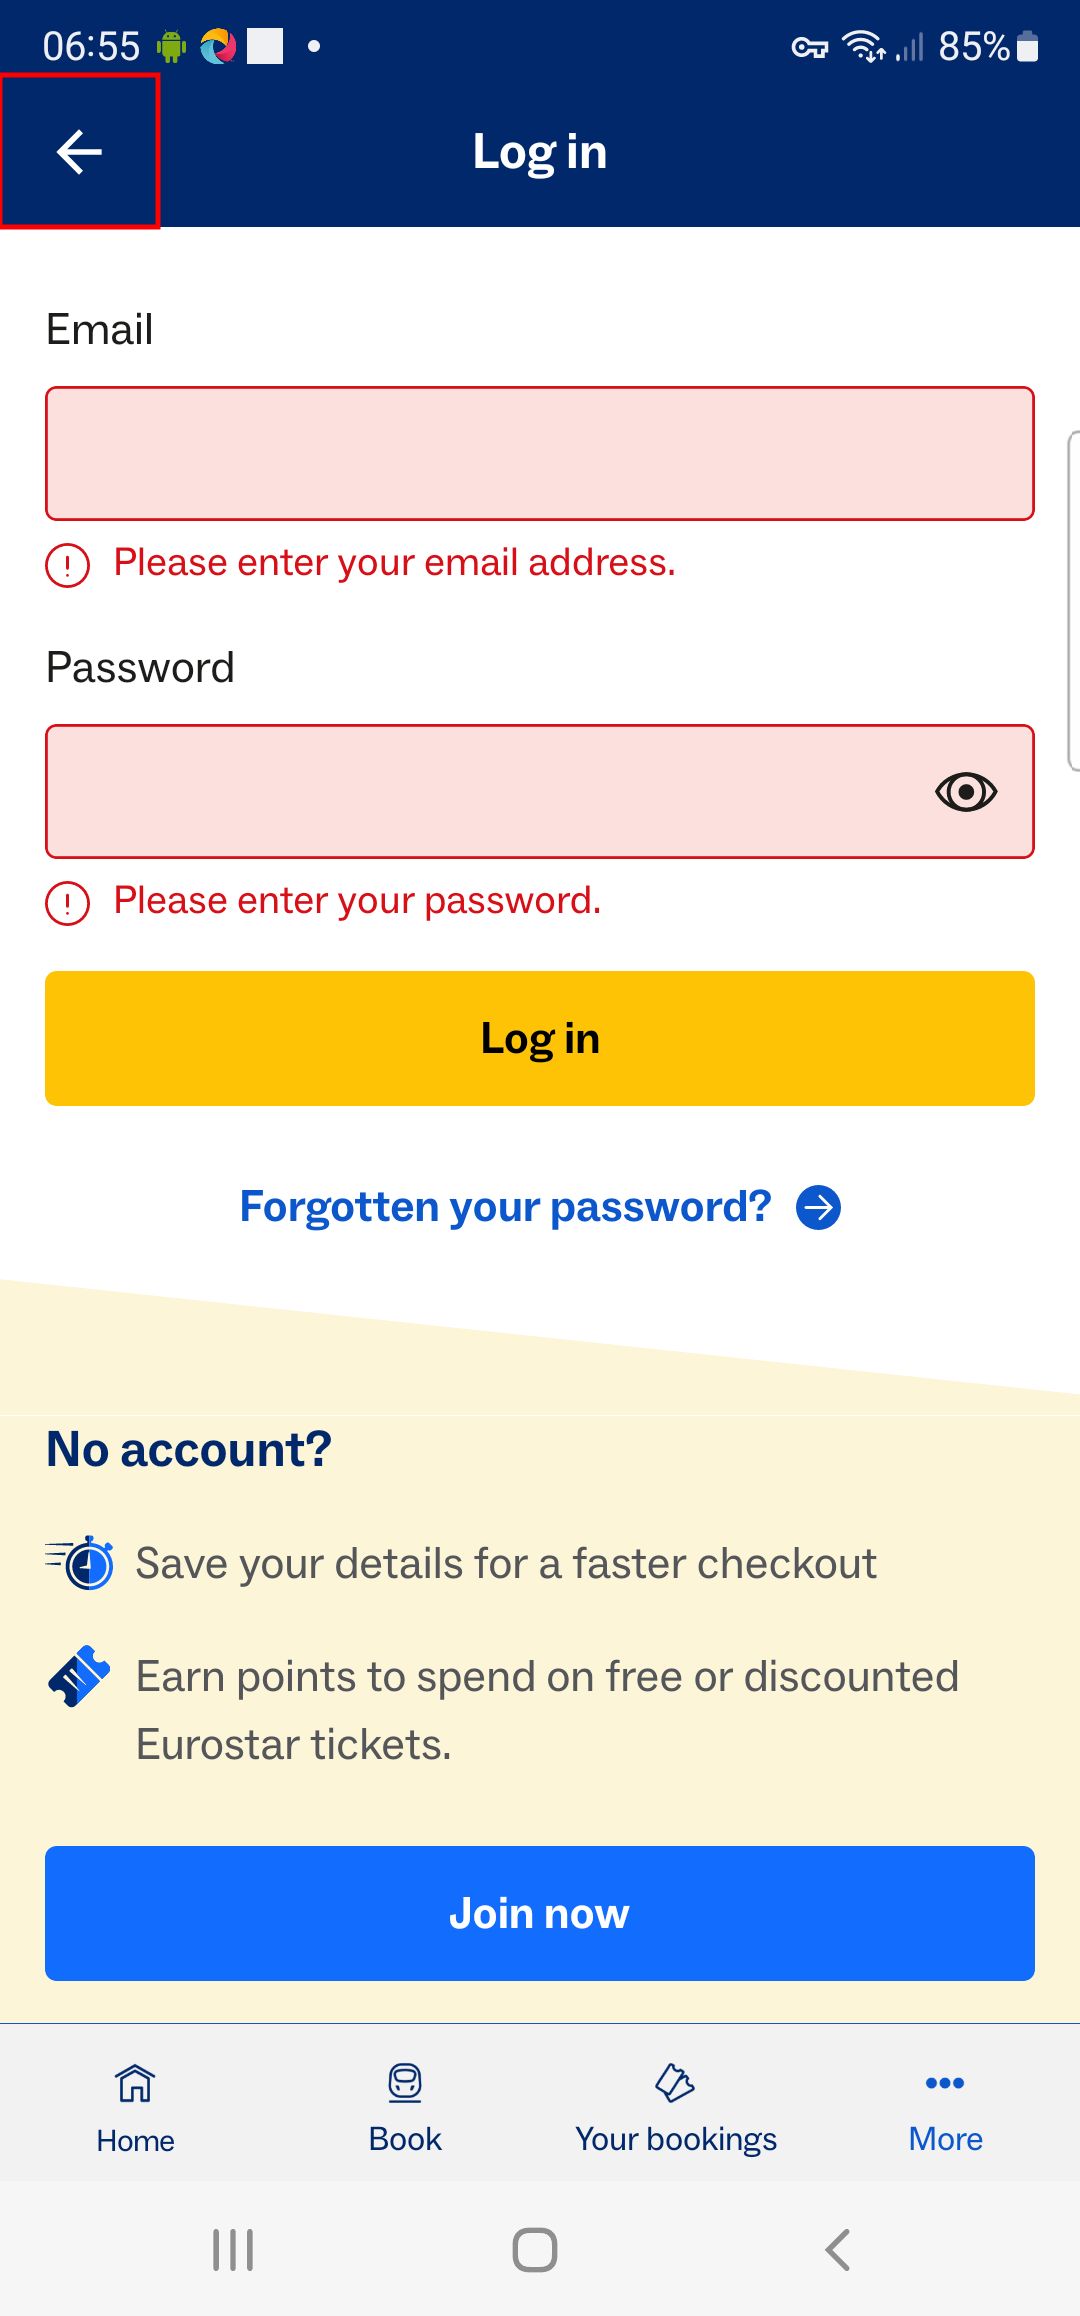 06:55
85%
Log in
Email
Please enter your email address.
Password
Please enter your password.
Log in
Forgotten your password?
No account?
Save your details for a faster checkout
Earn points to spend on free or discounted
Eurostar tickets.
Join now
Home
Book
Your bookings
More